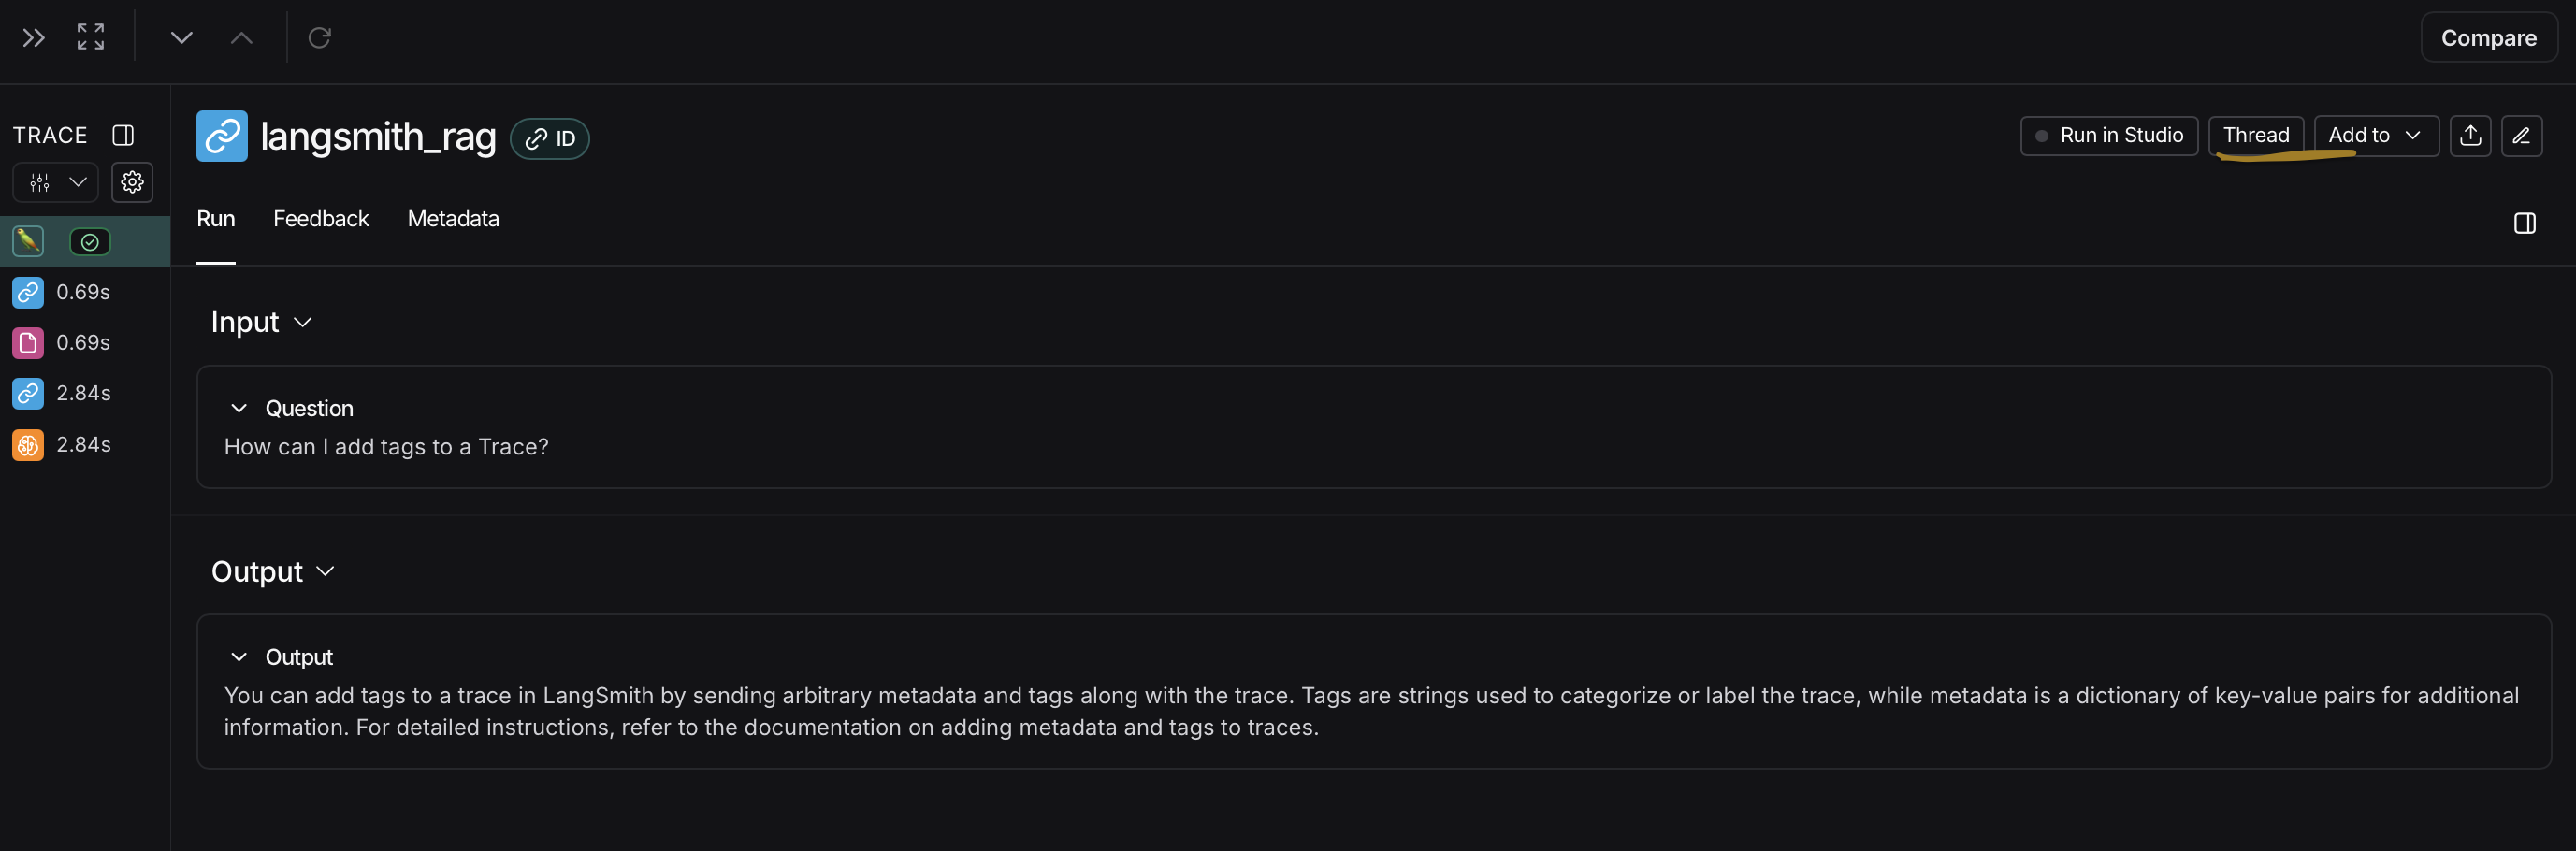 Compare
TRACE
langsmith_rag
ID
Run in Studio
Thread
Add to
Run
Feedback
Metadata
0.69s
0.69s
2.84s
2.84s
Input
Question
How can I add tags to a Trace?
Output
Output
You can add tags to a trace in LangSmith by sending arbitrary metadata and tags along with the trace. Tags are strings used to categorize or label the trace, while metadata is a dictionary of key-value pairs for additional
information. For detailed instructions, refer to the documentation on adding metadata and tags to traces.